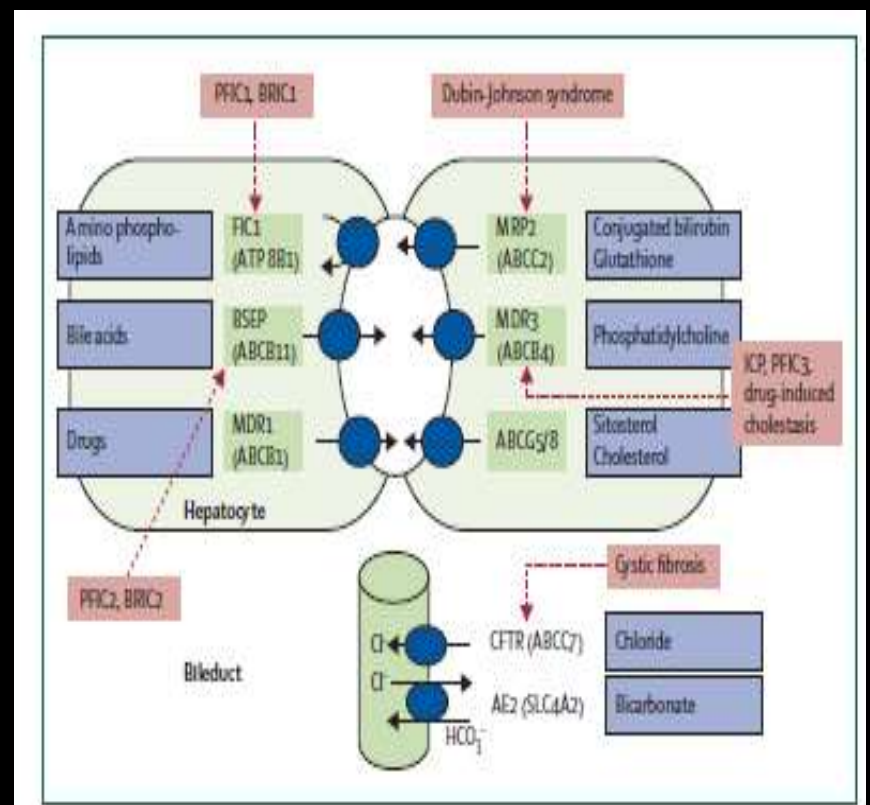 PFIC1, BRIC1
Dubin-Johnson syndrome
Amino phospho-
lipids
FIC1
(ATP 8B1)
MRP2
(ABCC2)
Conjugated bilirubin
Glutathione
Bile acids
BSEP
(ABCB11)
MDR3
(ABCB4)
Phosphatidylcholine
ICP, PFIC3,
drug-induced
cholestasis
Drugs
MDR1
(ABCB1)
ABCG5/8
Sitosterol
Cholesterol
Hepatocyte
PFIC2, BRIC2
Cystic fibrosis
Bileduct
Cl-
CFTR (ABCC7)
Chloride
Cl-
AE2 (SLC4A2)
Bicarbonate
HCO3-